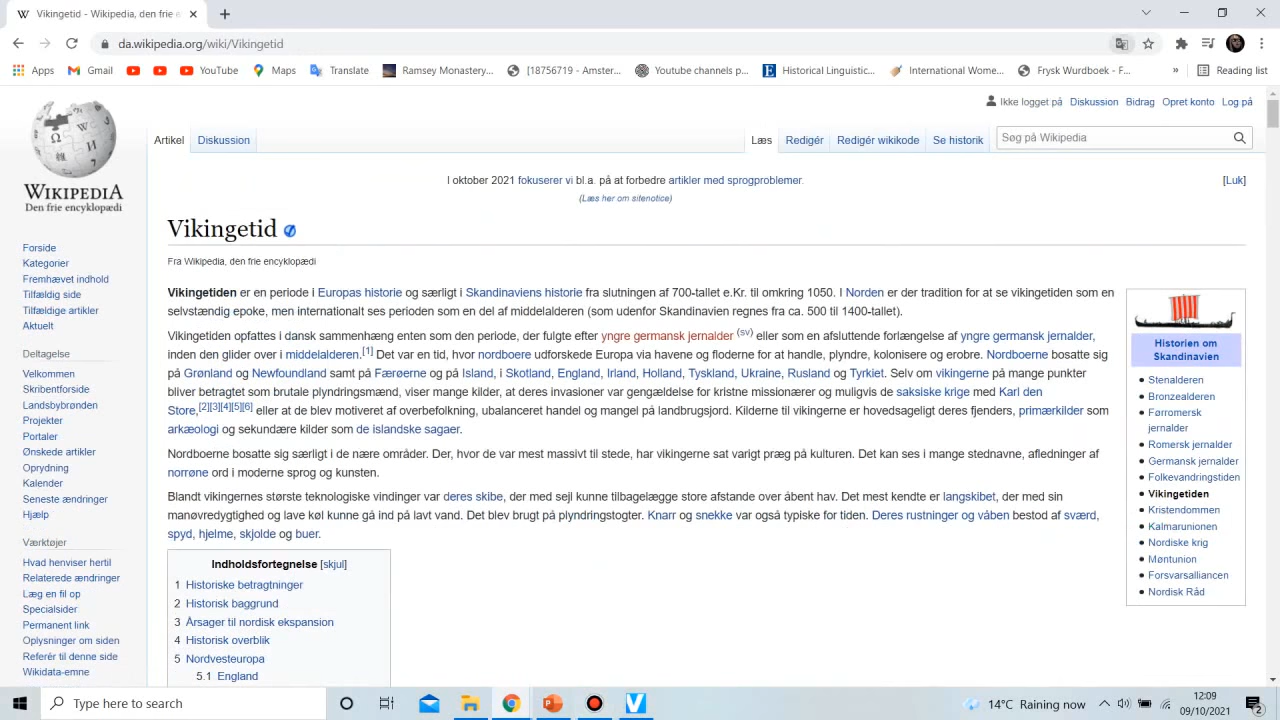 Vikingetid - Wikipedia, den frie e
da.wikipedia.org/wiki/Vikingetid
Apps Gmail YouTube Maps Translate Ramsey Monastery... [18756719 - Amster... Youtube channels p... Historical Linguistic... International Wome... Frysk Wurdboek - F... » Reading list
Ikke logget på Diskussion Bidrag Opret konto Log på
Artikel Diskussion Læs Redigér Redigér wikikode Se historik Søg på Wikipedia
WIKIPEDIA
Den frie encyklopædi
I oktober 2021 fokuserer vi bl.a. på at forbedre artikler med sprogproblemer. [Luk]
(Læs her om sitenotice)
Vikingetid
Fra Wikipedia, den frie encyklopædi
Vikingetiden er en periode i Europas historie og særligt i Skandinaviens historie fra slutningen af 700-tallet e.Kr. til omkring 1050. I Norden er der tradition for at se vikingetiden som en
selvstændig epoke, men internationalt ses perioden som en del af middelalderen (som udenfor Skandinavien regnes fra ca. 500 til 1400-tallet).
Vikingetiden opfattes i dansk sammenhæng enten som den periode, der fulgte efter yngre germansk jernalder (sv) eller som en afsluttende forlængelse af yngre germansk jernalder,
inden den glider over i middelalderen.[1] Det var en tid, hvor nordboere udforskede Europa via havene og floderne for at handle, plyndre, kolonisere og erobre. Nordboerne bosatte sig
på Grønland og Newfoundland samt på Færøerne og på Island, i Skotland, England, Irland, Holland, Tyskland, Ukraine, Rusland og Tyrkiet. Selv om vikingerne på mange punkter
bliver betragtet som brutale plyndringsmænd, viser mange kilder, at deres invasioner var gengældelse for kristne missionærer og muligvis de saksiske krige med Karl den
Store,[2][3][4][5][6] eller at de blev motiveret af overbefolkning, ubalanceret handel og mangel på landbrugsjord. Kilderne til vikingerne er hovedsageligt deres fjender, primærkilder som
arkæologi og sekundære kilder som de islandske sagaer.
Nordboerne bosatte sig særligt i de nære områder. Der, hvor de var mest massivt til stede, har vikingerne sat varigt præg på kulturen. Det kan ses i mange stednavne, afledninger af
norrøne ord i moderne sprog og kunsten.
Blandt vikingernes største teknologiske vindinger var deres skibe, der med sejl kunne tilbagelægge store afstande over åbent hav. Det mest kendte er langskibet, der med sin
manøvredygtighed og lave køl kunne gå ind på lavt vand. Det blev brugt på plyndringstogter. Knarr og snekke var også typiske for tiden. Deres rustninger og våben bestod af sværd,
spyd, hjelme, skjolde og buer.
Indholdsfortegnelse [skjul]
1 Historiske betragtninger
2 Historisk baggrund
3 Årsager til nordisk ekspansion
4 Historisk overblik
5 Nordvesteuropa
5.1 England
Historien om
Skandinavien
Stenalderen
Bronzealderen
Førromersk
jernalder
Romersk jernalder
Germansk jernalder
Folkevandringstiden
Vikingetiden
Kristendommen
Kalmarunionen
Nordiske krig
Møntunion
Forsvarsalliancen
Nordisk Råd
Forside
Kategorier
Fremhævet indhold
Tilfældig side
Tilfældige artikler
Aktuelt
Deltagelse
Velkommen
Skribentforside
Landsbybrønden
Projekter
Portaler
Ønskede artikler
Oprydning
Kalender
Seneste ændringer
Hjælp
Værktøjer
Hvad henviser hertil
Relaterede ændringer
Læg en fil op
Specialsider
Permanent link
Oplysninger om siden
Referér til denne side
Wikidata-emne
Type here to search
14°C Raining now
12:09
09/10/2021
2